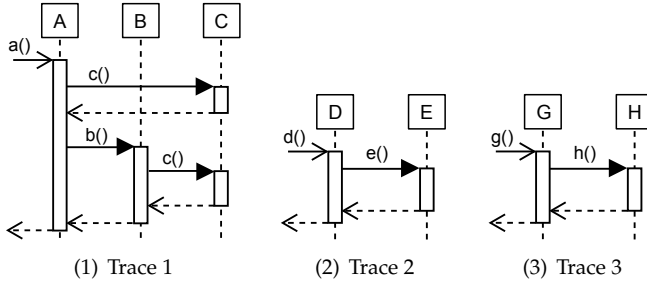 A B C
a()
c()
D E G H
b()
c() d() e() g() h()
(1) Trace 1 (2) Trace 2 (3) Trace 3